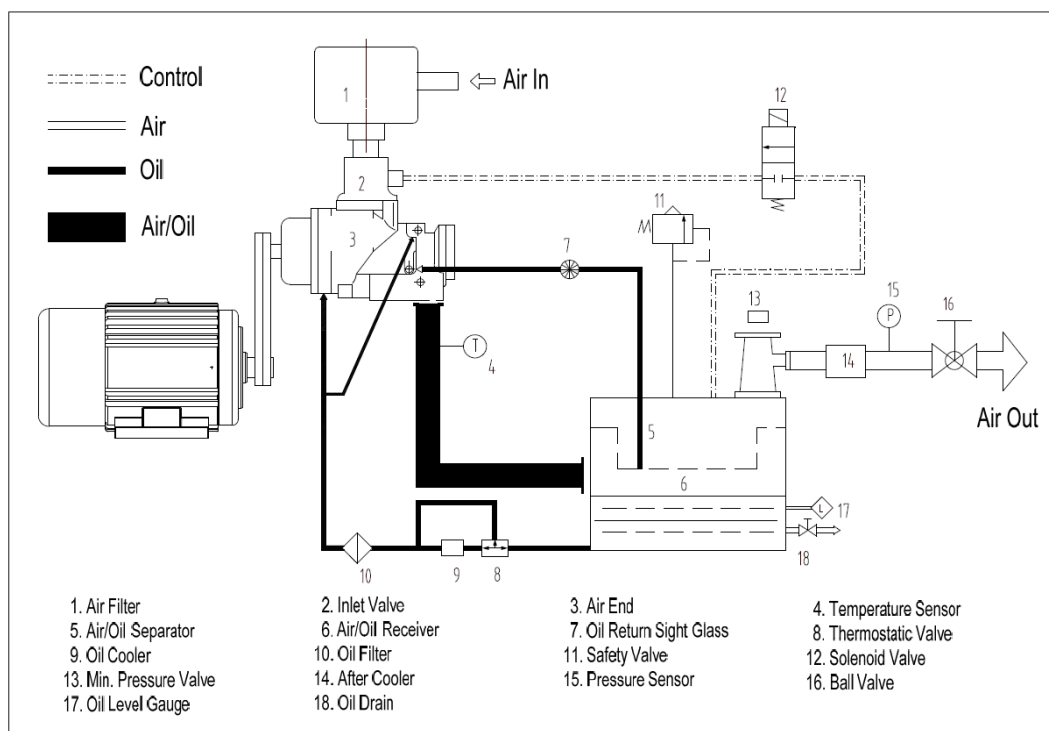 Control
Air
Oil
Air/Oil
1
Air In
2
3
12
11
7
T
4
13
15
P
16
14
Air Out
5
6
L
17
18
10
9
8
1. Air Filter
2. Inlet Valve
3. Air End
4. Temperature Sensor
5. Air/Oil Separator
6. Air/Oil Receiver
7. Oil Return Sight Glass
8. Thermostatic Valve
9. Oil Cooler
10. Oil Filter
11. Safety Valve
12. Solenoid Valve
13. Min. Pressure Valve
14. After Cooler
15. Pressure Sensor
16. Ball Valve
17. Oil Level Gauge
18. Oil Drain